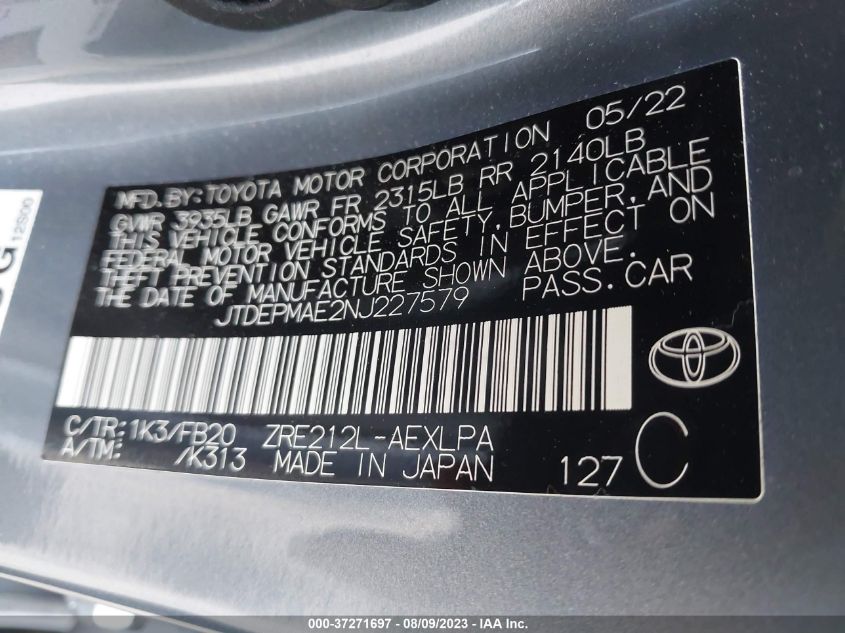 MFD.BY:TOYOTA MOTOR CORPORATION 05/22
GVWR 3935LB GAWR FR 2315LB RR 2140LB
THIS VEHICLE CONFORMS TO ALL APPLICABLE
FEDERAL MOTOR VEHICLE SAFETY,BUMPER,AND
THEFT PREVENTION STANDARDS IN EFFECT ON
THE DATE OF MANUFACTURE SHOWN ABOVE.
JTDEPMAE2NJ227579 PASS.CAR
C/TR:1K3/FB20 ZRE212L-AEXLPA
A/TM: /K313 MADE IN JAPAN 127 C
G
12S00
000-37271697 - 08/09/2023 - IAA Inc.